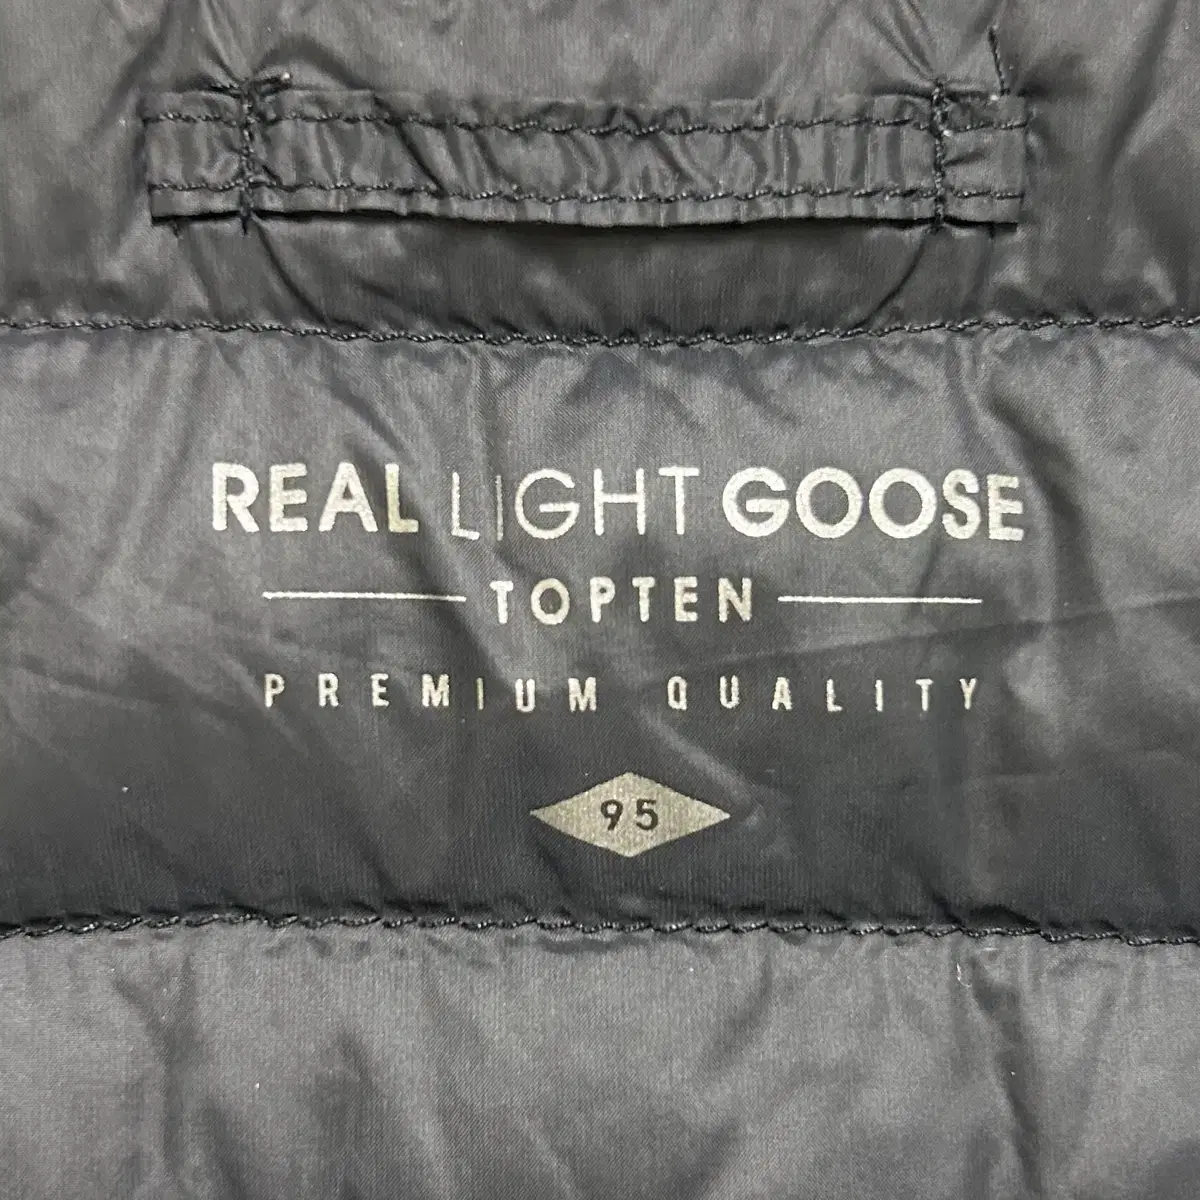 REAL LIGHT GOOSE
TOPTEN
PREMIUM QUALITY
95